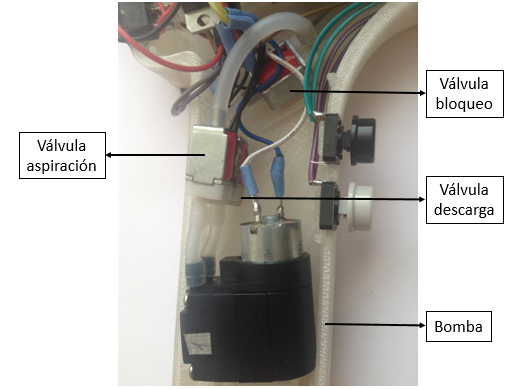 Válvula
bloqueo
Válvula
aspiración
Válvula
descarga
Bomba